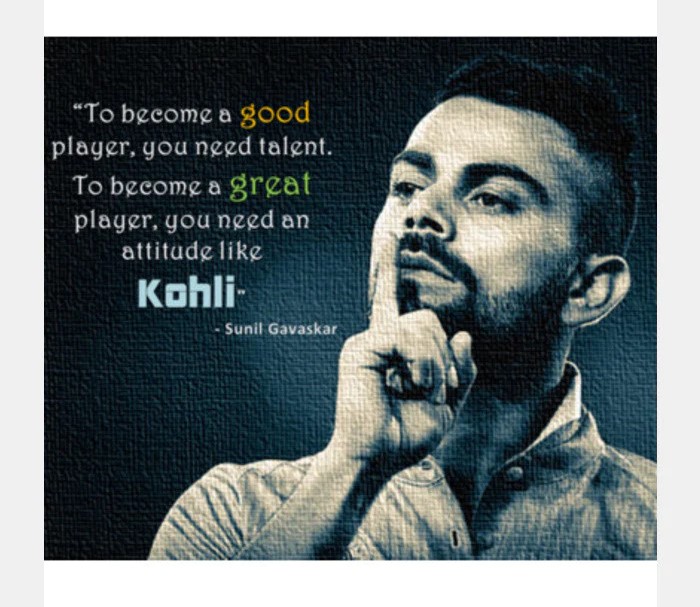 “To become a good
player, you need talent.
To become a great
player, you need an
attitude like
Kohli”
- Sunil Gavaskar